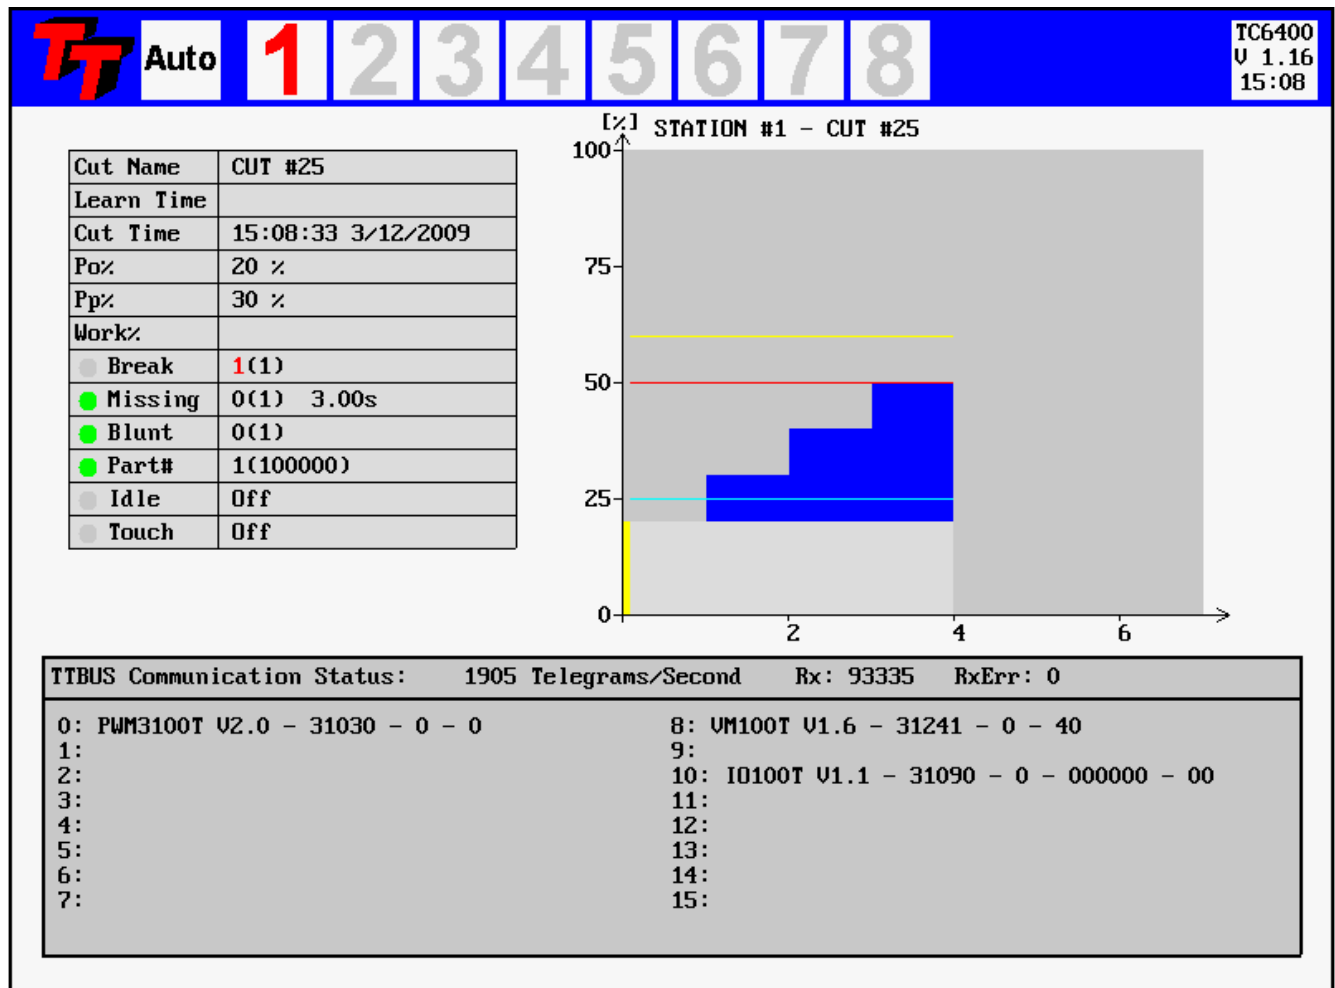 TT Auto 1 2 3 4 5 6 7 8 TC6400
V 1.16
15:08
[%] STATION #1 - CUT #25
Cut Name CUT #25
Learn Time
Cut Time 15:08:33 3/12/2009
Po% 20 %
Pp% 30 %
Work%
Break 1(1)
Missing 0(1) 3.00s
Blunt 0(1)
Part# 1(100000)
Idle Off
Touch Off
100
75
50
25
0
2 4 6
TTBUS Communication Status: 1905 Telegrams/Second Rx: 93335 RxErr: 0
0: PWM3100T V2.0 - 31030 - 0 - 0
1:
2:
3:
4:
5:
6:
7:
8: VM100T V1.6 - 31241 - 0 - 40
9:
10: IO100T V1.1 - 31090 - 0 - 000000 - 00
11:
12:
13:
14:
15: